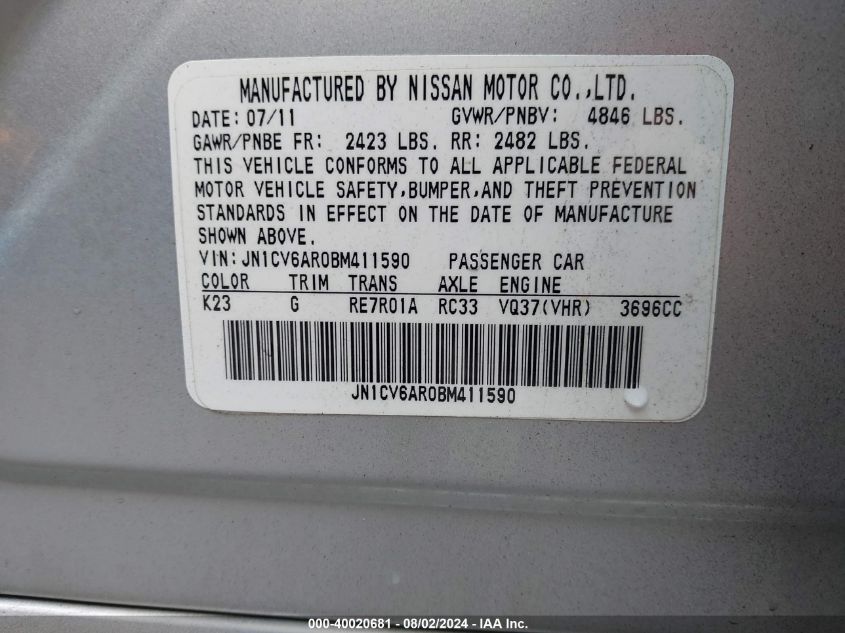 MANUFACTURED BY NISSAN MOTOR CO.,LTD.
DATE: 07/11 GVWR/PNBV: 4846 LBS.
GAWR/PNBE FR: 2423 LBS. RR: 2482 LBS.
THIS VEHICLE CONFORMS TO ALL APPLICABLE FEDERAL
MOTOR VEHICLE SAFETY,BUMPER,AND THEFT PREVENTION
STANDARDS IN EFFECT ON THE DATE OF MANUFACTURE
SHOWN ABOVE.
VIN:JN1CV6AR0BM411590 PASSENGER CAR
COLOR TRIM TRANS AXLE ENGINE
K23 G RE7R01A RC33 VQ37(VHR) 3696CC
JN1CV6AR0BM411590
000-40020681 - 08/02/2024 - IAA Inc.